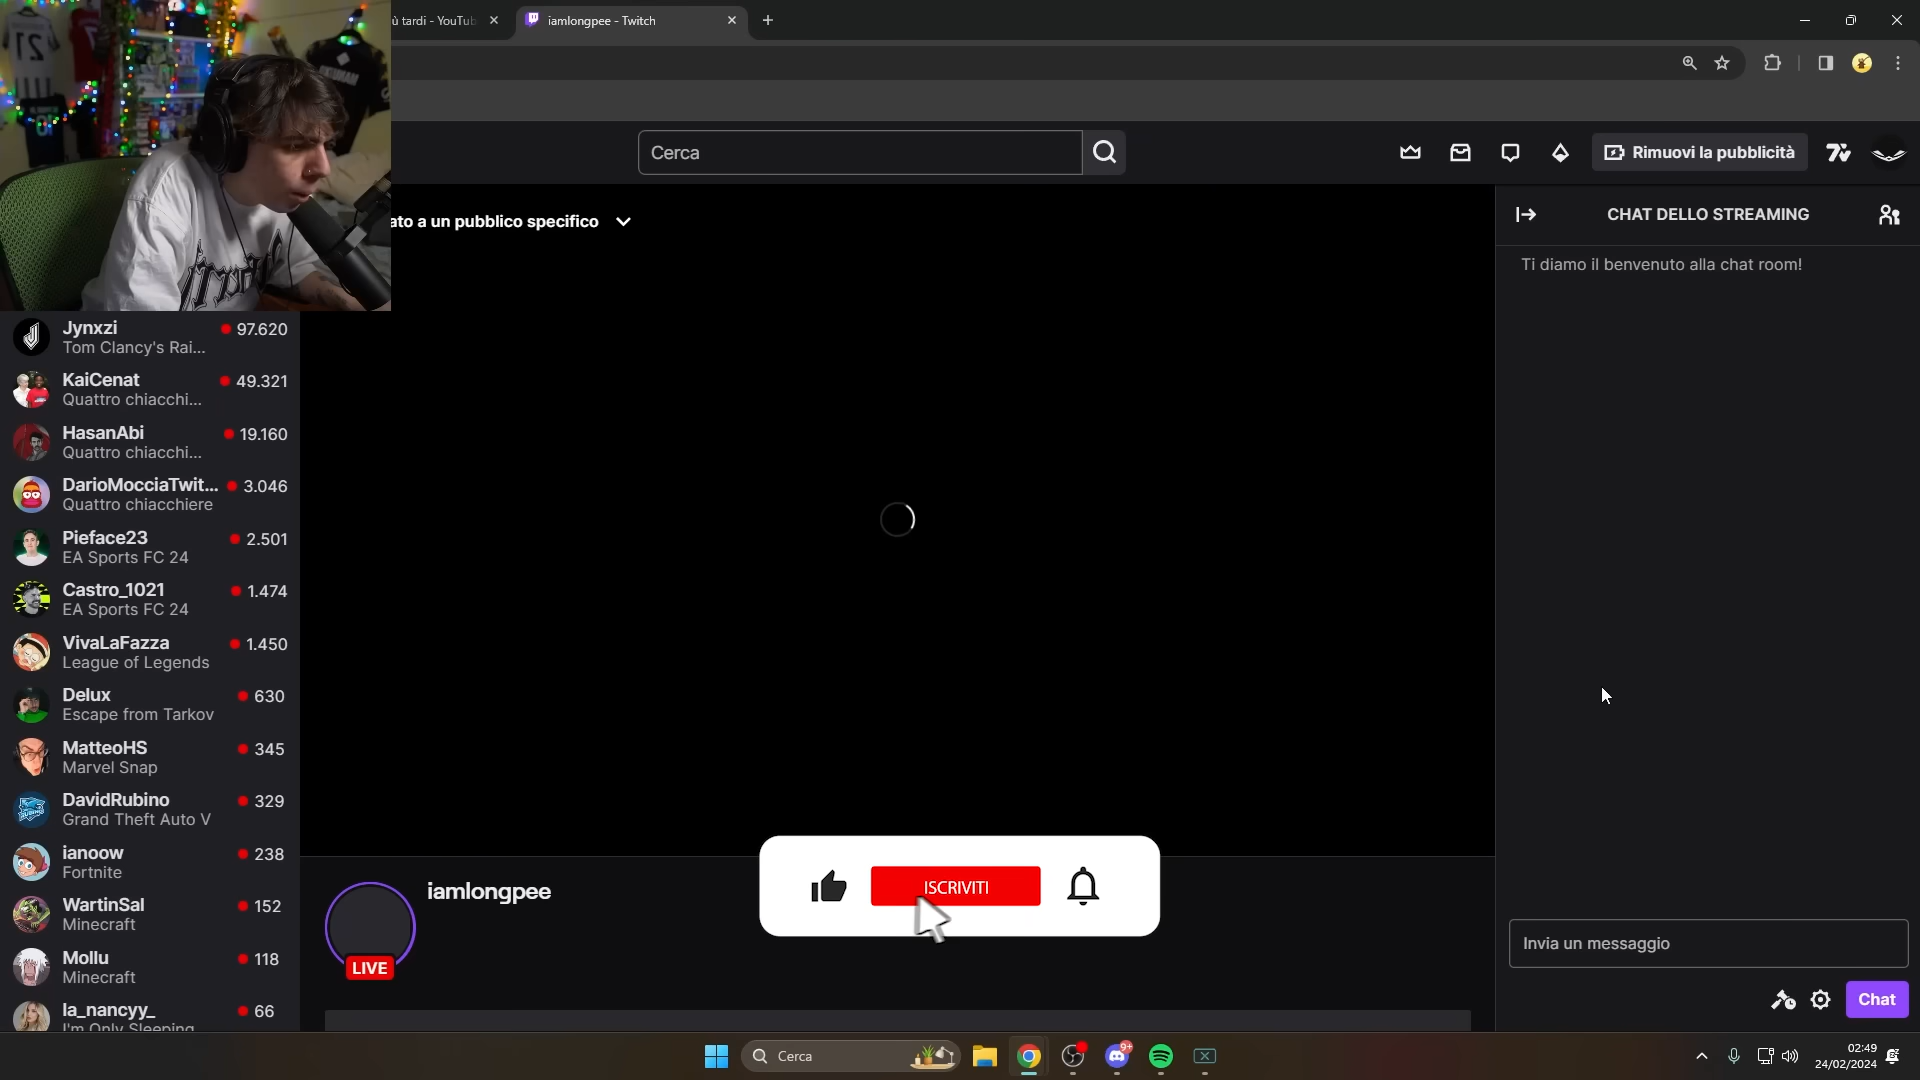 ù tardi - YouTub
iamlongpee - Twitch
Cerca
Rimuovi la pubblicità
ato a un pubblico specifico
CHAT DELLO STREAMING
Ti diamo il benvenuto alla chat room!
Jynxzi
97.620
Tom Clancy's Rai...
KaiCenat
49.321
Quattro chiacchi...
HasanAbi
19.160
Quattro chiacchi...
DarioMocciaTwit...
3.046
Quattro chiacchiere
Pieface23
2.501
EA Sports FC 24
Castro_1021
1.474
EA Sports FC 24
VivaLaFazza
1.450
League of Legends
Delux
630
Escape from Tarkov
MatteoHS
345
Marvel Snap
DavidRubino
329
Grand Theft Auto V
ianoow
238
Fortnite
WartinSal
152
Minecraft
Mollu
118
Minecraft
la_nancyy_
66
I'm Only Sleeping
iamlongpee
LIVE
ISCRIVITI
Invia un messaggio
Chat
Cerca
9+
02:49
24/02/2024